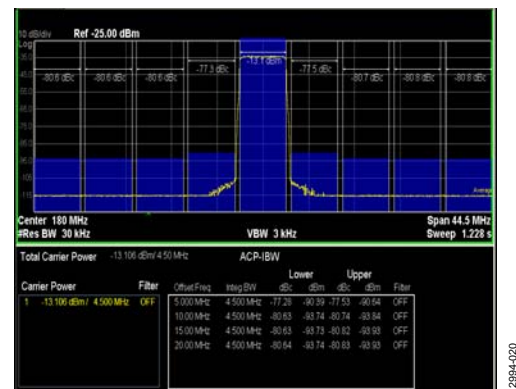 10 dB/div Ref -25.00 dBm
Log
-77.3 dBc -13.1 dBm -77.5 dBc
-80.6 dBc -80.6 dBc -80.6 dBc -80.7 dBc -80.8 dBc -80.8 dBc
Average
Center 180 MHz Span 44.5 MHz
#Res BW 30 kHz VBW 3 kHz Sweep 1.228 s
Total Carrier Power -13.106 dBm/ 4.50 MHz ACP-IBW
Lower Upper
Carrier Power Filter Offset Freq Integ BW dBc dBm dBc dBm Filter
1 -13.106 dBm / 4.500 MHz OFF 5.000 MHz 4.500 MHz -77.28 -90.39 -77.53 -90.64 OFF
10.00 MHz 4.500 MHz -80.63 -93.74 -80.74 -93.84 OFF
15.00 MHz 4.500 MHz -80.63 -93.73 -80.82 -93.93 OFF
20.00 MHz 4.500 MHz -80.64 -93.74 -80.83 -93.93 OFF
2994-020